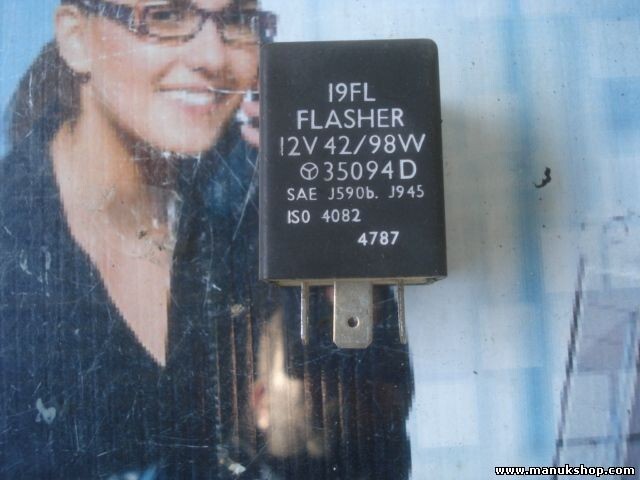 19FL
FLASHER
12V 42/98W
35094D
SAE J590b. J945
ISO 4082
4787
www.manukshop.com